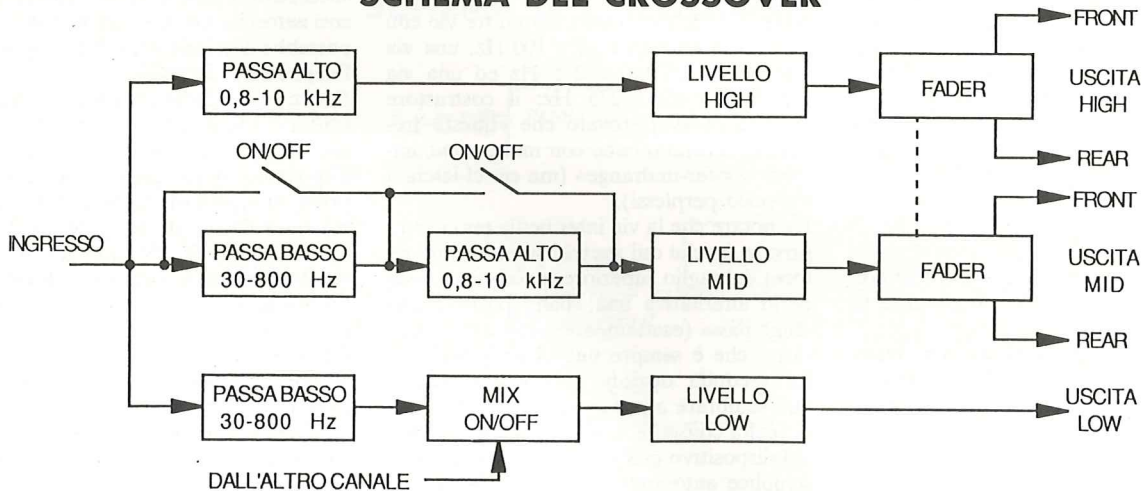 SCHEMA DEL CROSSOVER
FRONT
PASSA ALTO
0,8-10 kHz
LIVELLO
HIGH
FADER
USCITA
HIGH
REAR
ON/OFF
ON/OFF
FRONT
INGRESSO
PASSA BASSO
30-800 Hz
PASSA ALTO
0,8-10 kHz
LIVELLO
MID
FADER
USCITA
MID
REAR
PASSA BASSO
30-800 Hz
MIX
ON/OFF
LIVELLO
LOW
USCITA
LOW
DALL'ALTRO CANALE